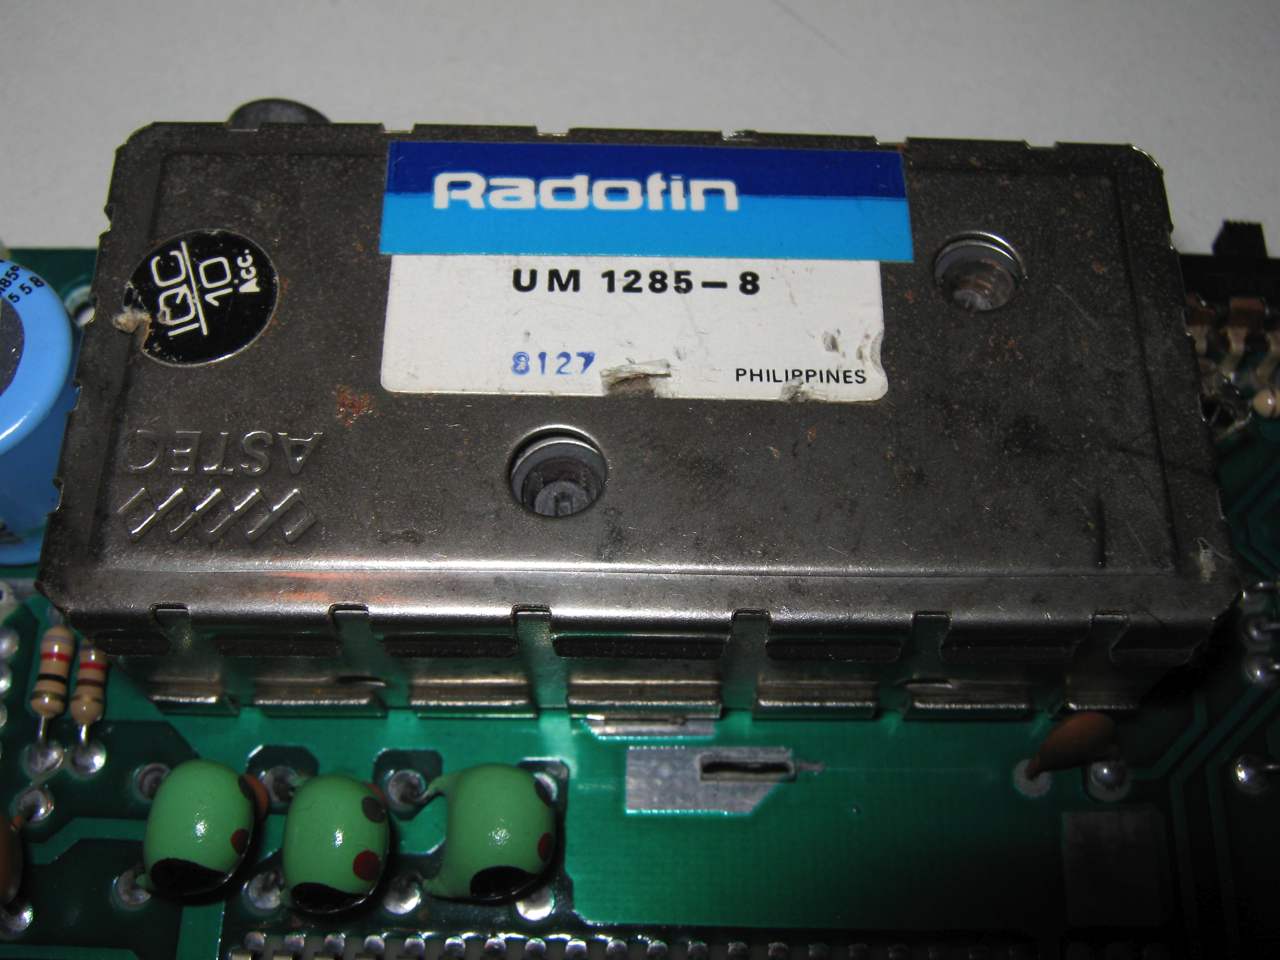 Radofin
UM 1285-8
8127
PHILIPPINES
IQC
10
ACC.
ASTEC